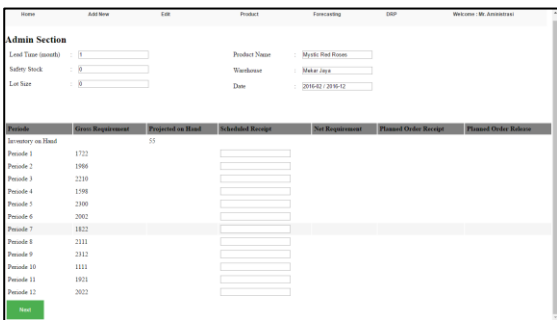 Home Add New Edit Product Forecasting DRP Welcome : Mr. Aministrasi
Admin Section
Lead Time (month) : 1 Product Name : Mystic Red Roses
Safety Stock : 0 Warehouse : Mekar Jaya
Lot Size : 0 Date : 2016-02 / 2016-12
Periode Gross Requirement Projected on Hand Scheduled Receipt Net Requirement Planned Order Receipt Planned Order Release
Inventory on Hand 55
Periode 1 1722
Periode 2 1986
Periode 3 2210
Periode 4 1598
Periode 5 2300
Periode 6 2002
Periode 7 1822
Periode 8 2111
Periode 9 2312
Periode 10 1111
Periode 11 1921
Periode 12 2022
Next